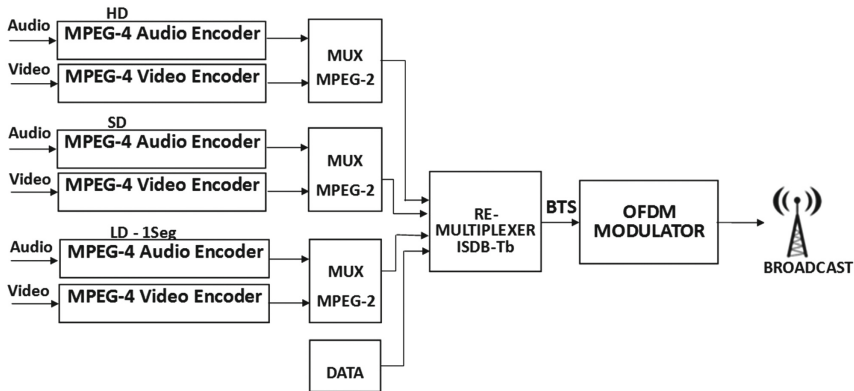 HD
Audio
MPEG-4 Audio Encoder
Video
MPEG-4 Video Encoder
MUX
MPEG-2
SD
Audio
MPEG-4 Audio Encoder
Video
MPEG-4 Video Encoder
MUX
MPEG-2
LD - 1Seg
Audio
MPEG-4 Audio Encoder
Video
MPEG-4 Video Encoder
MUX
MPEG-2
DATA
RE-
MULTIPLEXER
ISDB-Tb
BTS
OFDM
MODULATOR
BROADCAST